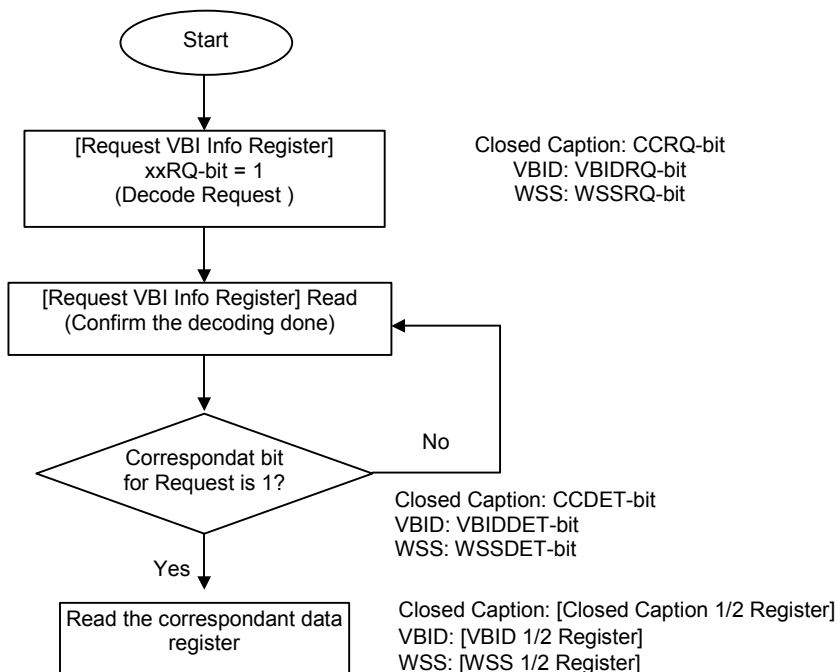 Start
[Request VBI Info Register]
xxRQ-bit = 1
(Decode Request )
Closed Caption: CCRQ-bit
VBID: VBIDRQ-bit
WSS: WSSRQ-bit
[Request VBI Info Register] Read
(Confirm the decoding done)
No
Correspondat bit
for Request is 1?
Closed Caption: CCDET-bit
VBID: VBIDDET-bit
WSS: WSSDET-bit
Yes
Read the correspondant data
register
Closed Caption: [Closed Caption 1/2 Register]
VBID: [VBID 1/2 Register]
WSS: [WSS 1/2 Register]